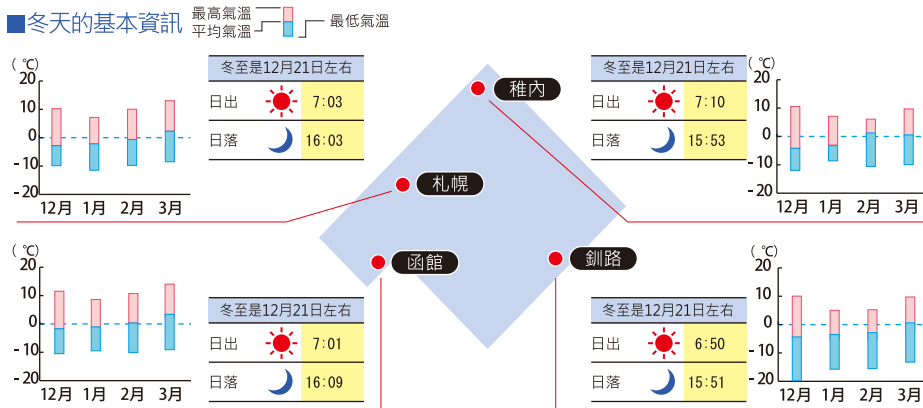 ■冬天的基本資訊
最高氣溫
平均氣溫
最低氣溫
(℃)
20
10
0
-10
-20
12月 1月 2月 3月
冬至是12月21日左右
日出 7:03
日落 16:03
稚內
冬至是12月21日左右
日出 7:10
日落 15:53
(℃)
20
10
0
-10
-20
12月 1月 2月 3月
札幌
函館
釧路
(℃)
20
10
0
-10
-20
12月 1月 2月 3月
冬至是12月21日左右
日出 7:01
日落 16:09
冬至是12月21日左右
日出 6:50
日落 15:51
(℃)
20
10
0
-10
-20
12月 1月 2月 3月